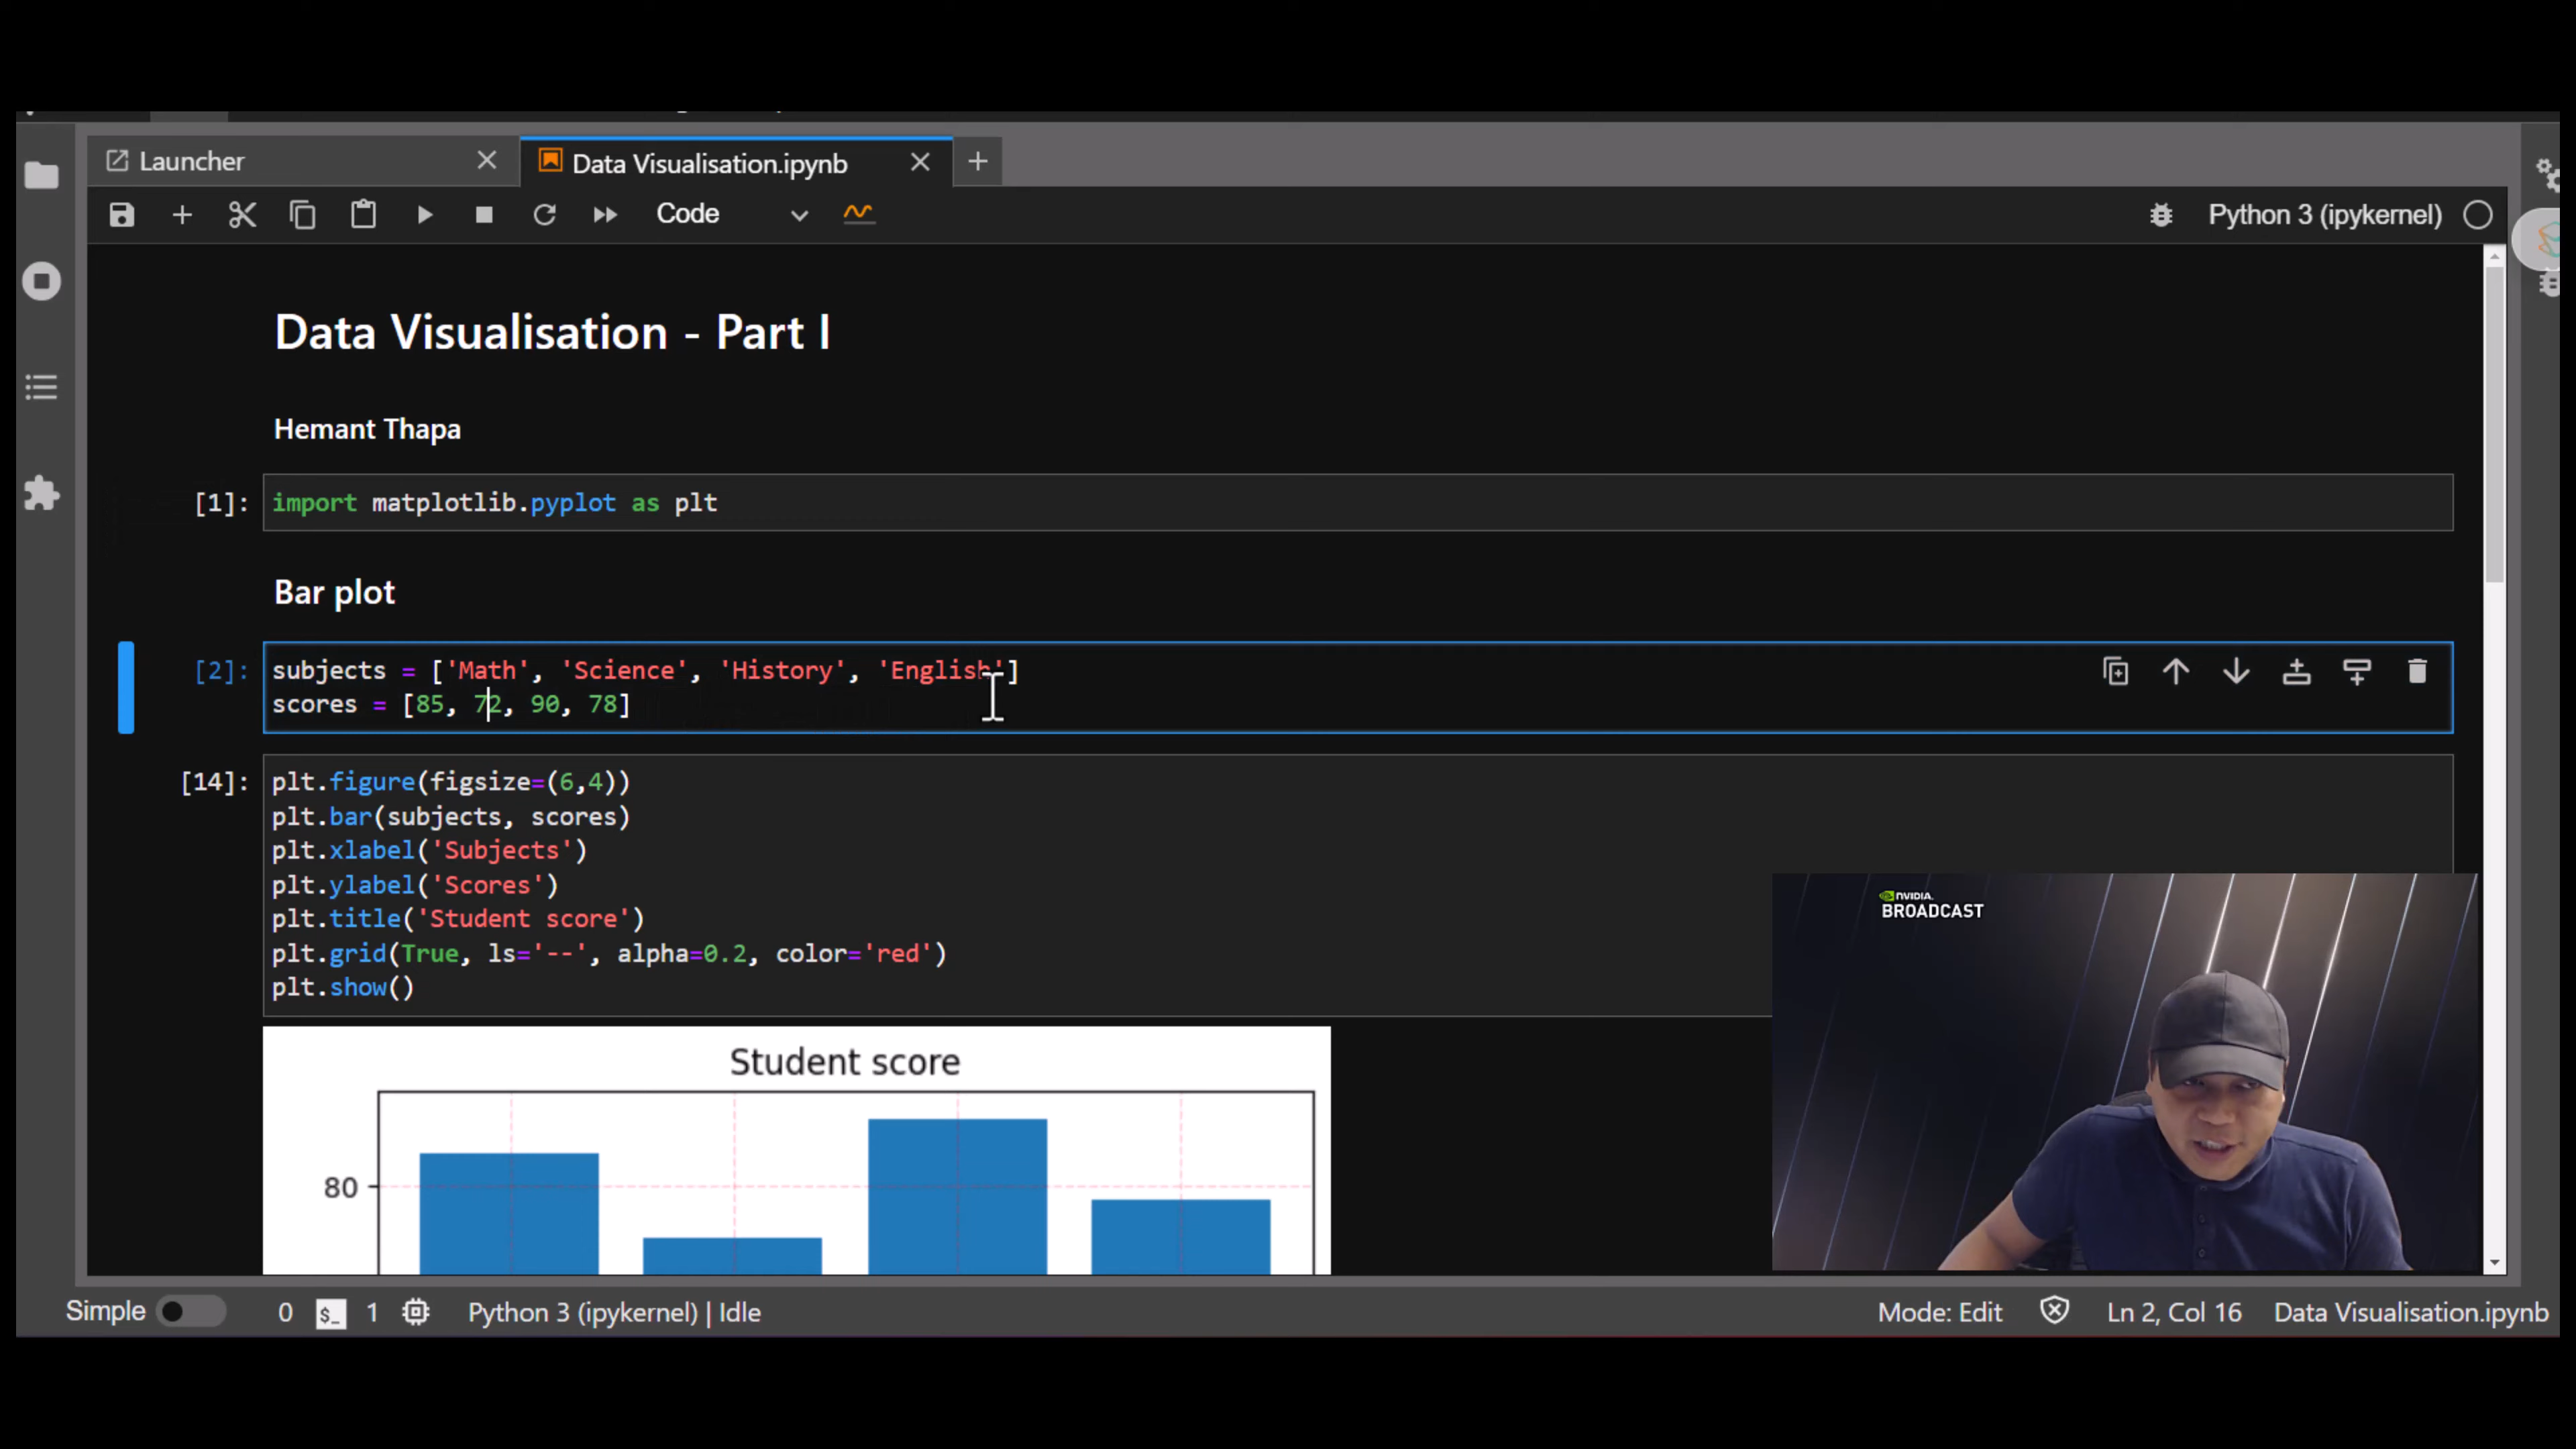 Launcher
Data Visualisation.ipynb
Code
Python 3 (ipykernel)
Data Visualisation - Part I
Hemant Thapa
[1]: import matplotlib.pyplot as plt
Bar plot
[2]: subjects = ['Math', 'Science', 'History', 'English']
scores = [85, 72, 90, 78]
[14]: plt.figure(figsize=(6,4))
plt.bar(subjects, scores)
plt.xlabel('Subjects')
plt.ylabel('Scores')
plt.title('Student score')
plt.grid(True, ls='--', alpha=0.2, color='red')
plt.show()
NVIDIA.
BROADCAST
Student score
80
Simple 0 $_ 1 Python 3 (ipykernel) | Idle Mode: Edit Ln 2, Col 16 Data Visualisation.ipynb